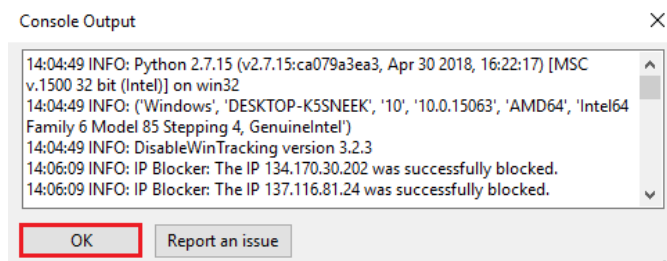 Console Output
14:04:49 INFO: Python 2.7.15 (v2.7.15:ca079a3ea3, Apr 30 2018, 16:22:17) [MSC
v.1500 32 bit (Intel)] on win32
14:04:49 INFO: ('Windows', 'DESKTOP-K5SNEEK', '10', '10.0.15063', 'AMD64', 'Intel64
Family 6 Model 85 Stepping 4, GenuineIntel')
14:04:49 INFO: DisableWinTracking version 3.2.3
14:06:09 INFO: IP Blocker: The IP 134.170.30.202 was successfully blocked.
14:06:09 INFO: IP Blocker: The IP 137.116.81.24 was successfully blocked.
OK
Report an issue